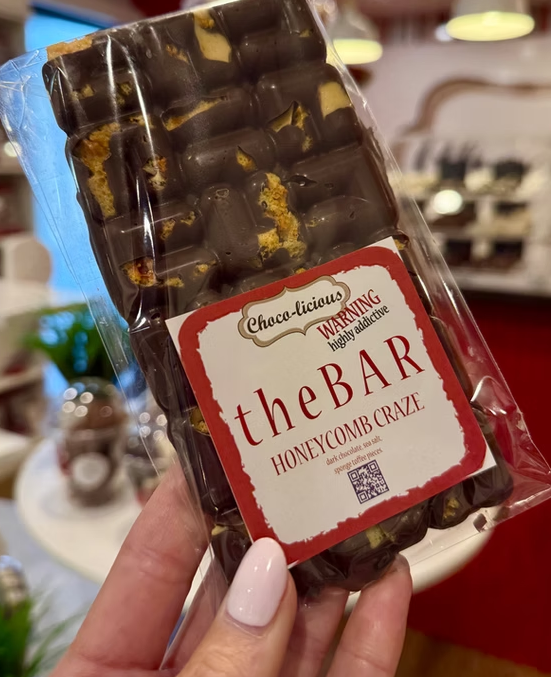 Choco-licious
WARNING
highly addictive
theBAR
HONEYCOMB CRAZE
dark chocolate, sea salt,
sponge toffee pieces